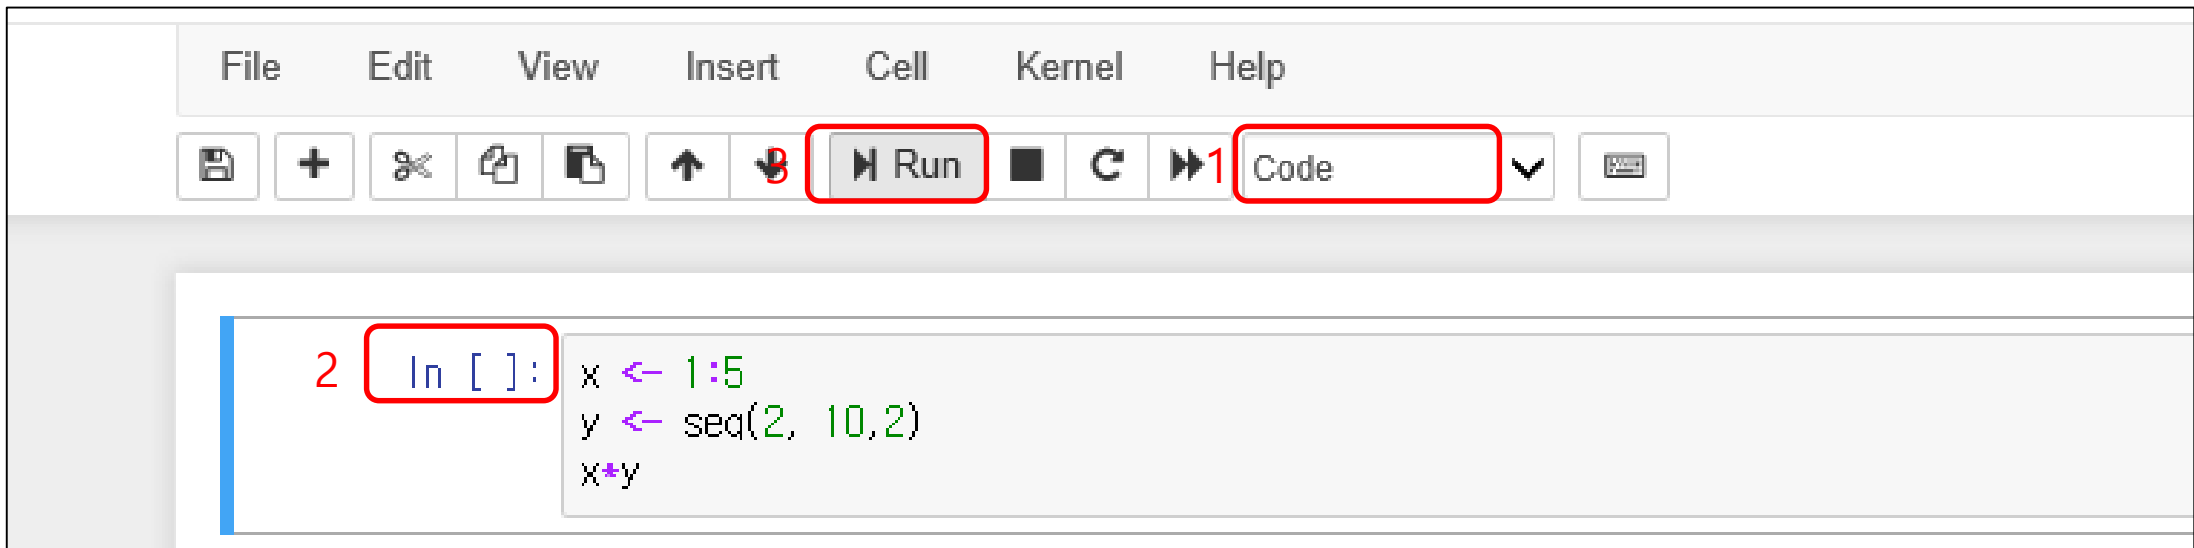 File Edit View Insert Cell Kernel Help
3 Run 1 Code
2 In [ ]: x <- 1:5
y <- seq(2, 10,2)
x*y